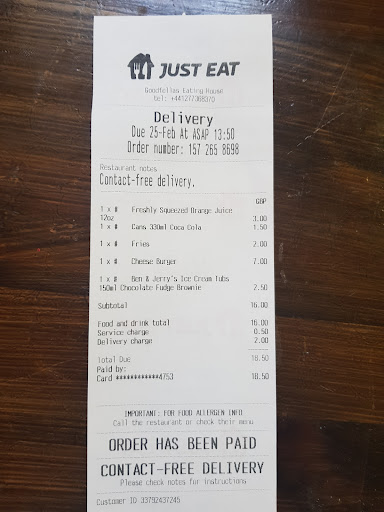 JUST EAT
Goodfellas Eating House
Tel: +441277368370
Delivery
Due 25-Feb At ASAP 13:50
Order number: 157 265 8698
Restaurant notes
Contact-free delivery.
GBP
1 x # Freshly Squeezed Orange Juice
12oz 3.00
1 x # Cans 330ml Coca Cola 1.50
1 x # Fries 2.00
1 x # Cheese Burger 7.00
1 x # Ben & Jerry's Ice Cream Tubs
150ml Chocolate Fudge Brownie 2.50
Subtotal 16.00
Food and drink total 16.00
Service charge 0.50
Delivery charge 2.00
Total Due 18.50
Paid by:
Card ************4753 18.50
IMPORTANT: FOR FOOD ALLERGEN INFO
Call the restaurant or check their menu
ORDER HAS BEEN PAID
CONTACT-FREE DELIVERY
Please check notes for instructions
Customer ID 33792437245